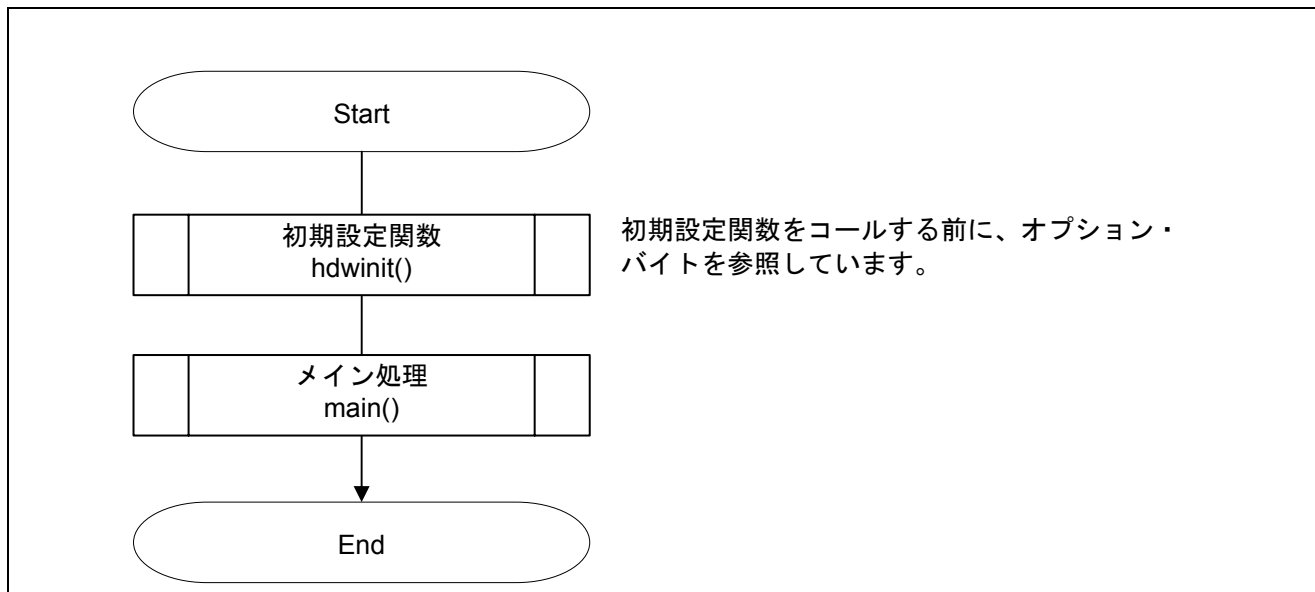 Start
初期設定関数
hdwinit()
初期設定関数をコールする前に、オプション・
バイトを参照しています。
メイン処理
main()
End